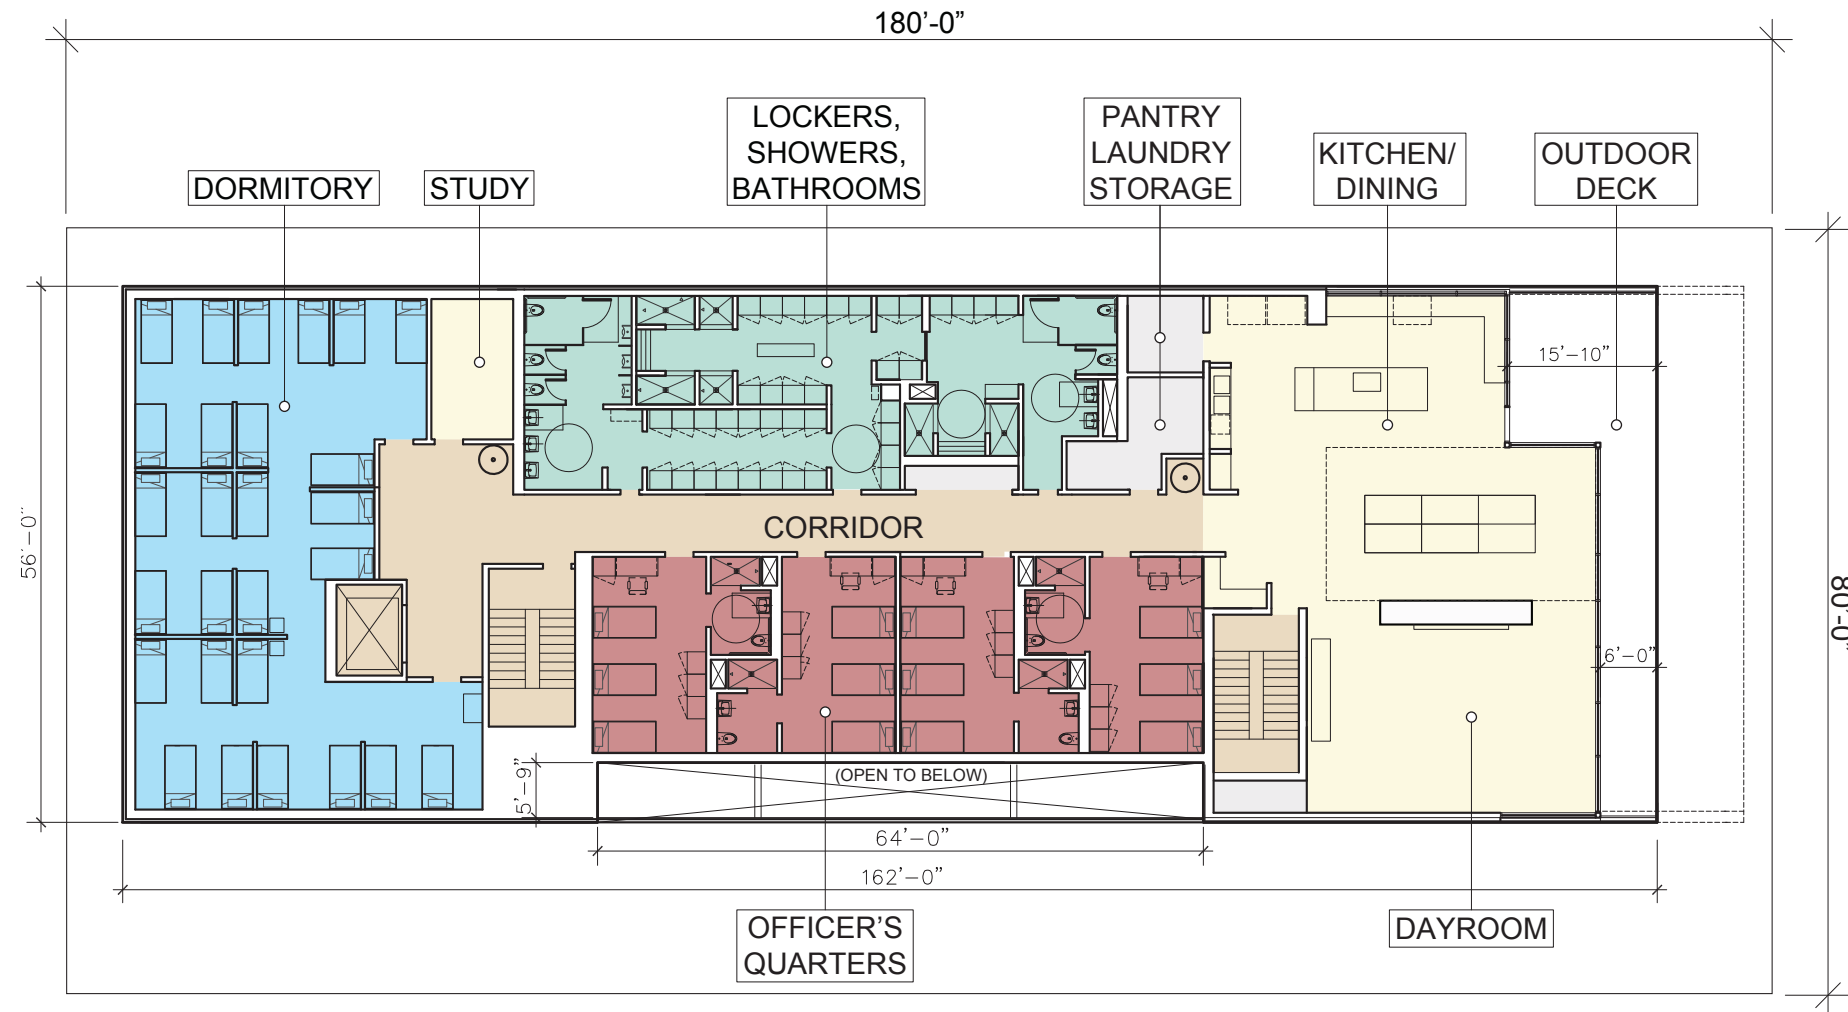 180'-0"
LOCKERS,
SHOWERS,
BATHROOMS
PANTRY
LAUNDRY
STORAGE
KITCHEN/
DINING
OUTDOOR
DECK
DORMITORY
STUDY
15'-10"
CORRIDOR
56'-0"
80'-0"
6'-0"
(OPEN TO BELOW)
5'-9"
64'-0"
162'-0"
OFFICER'S
QUARTERS
DAYROOM